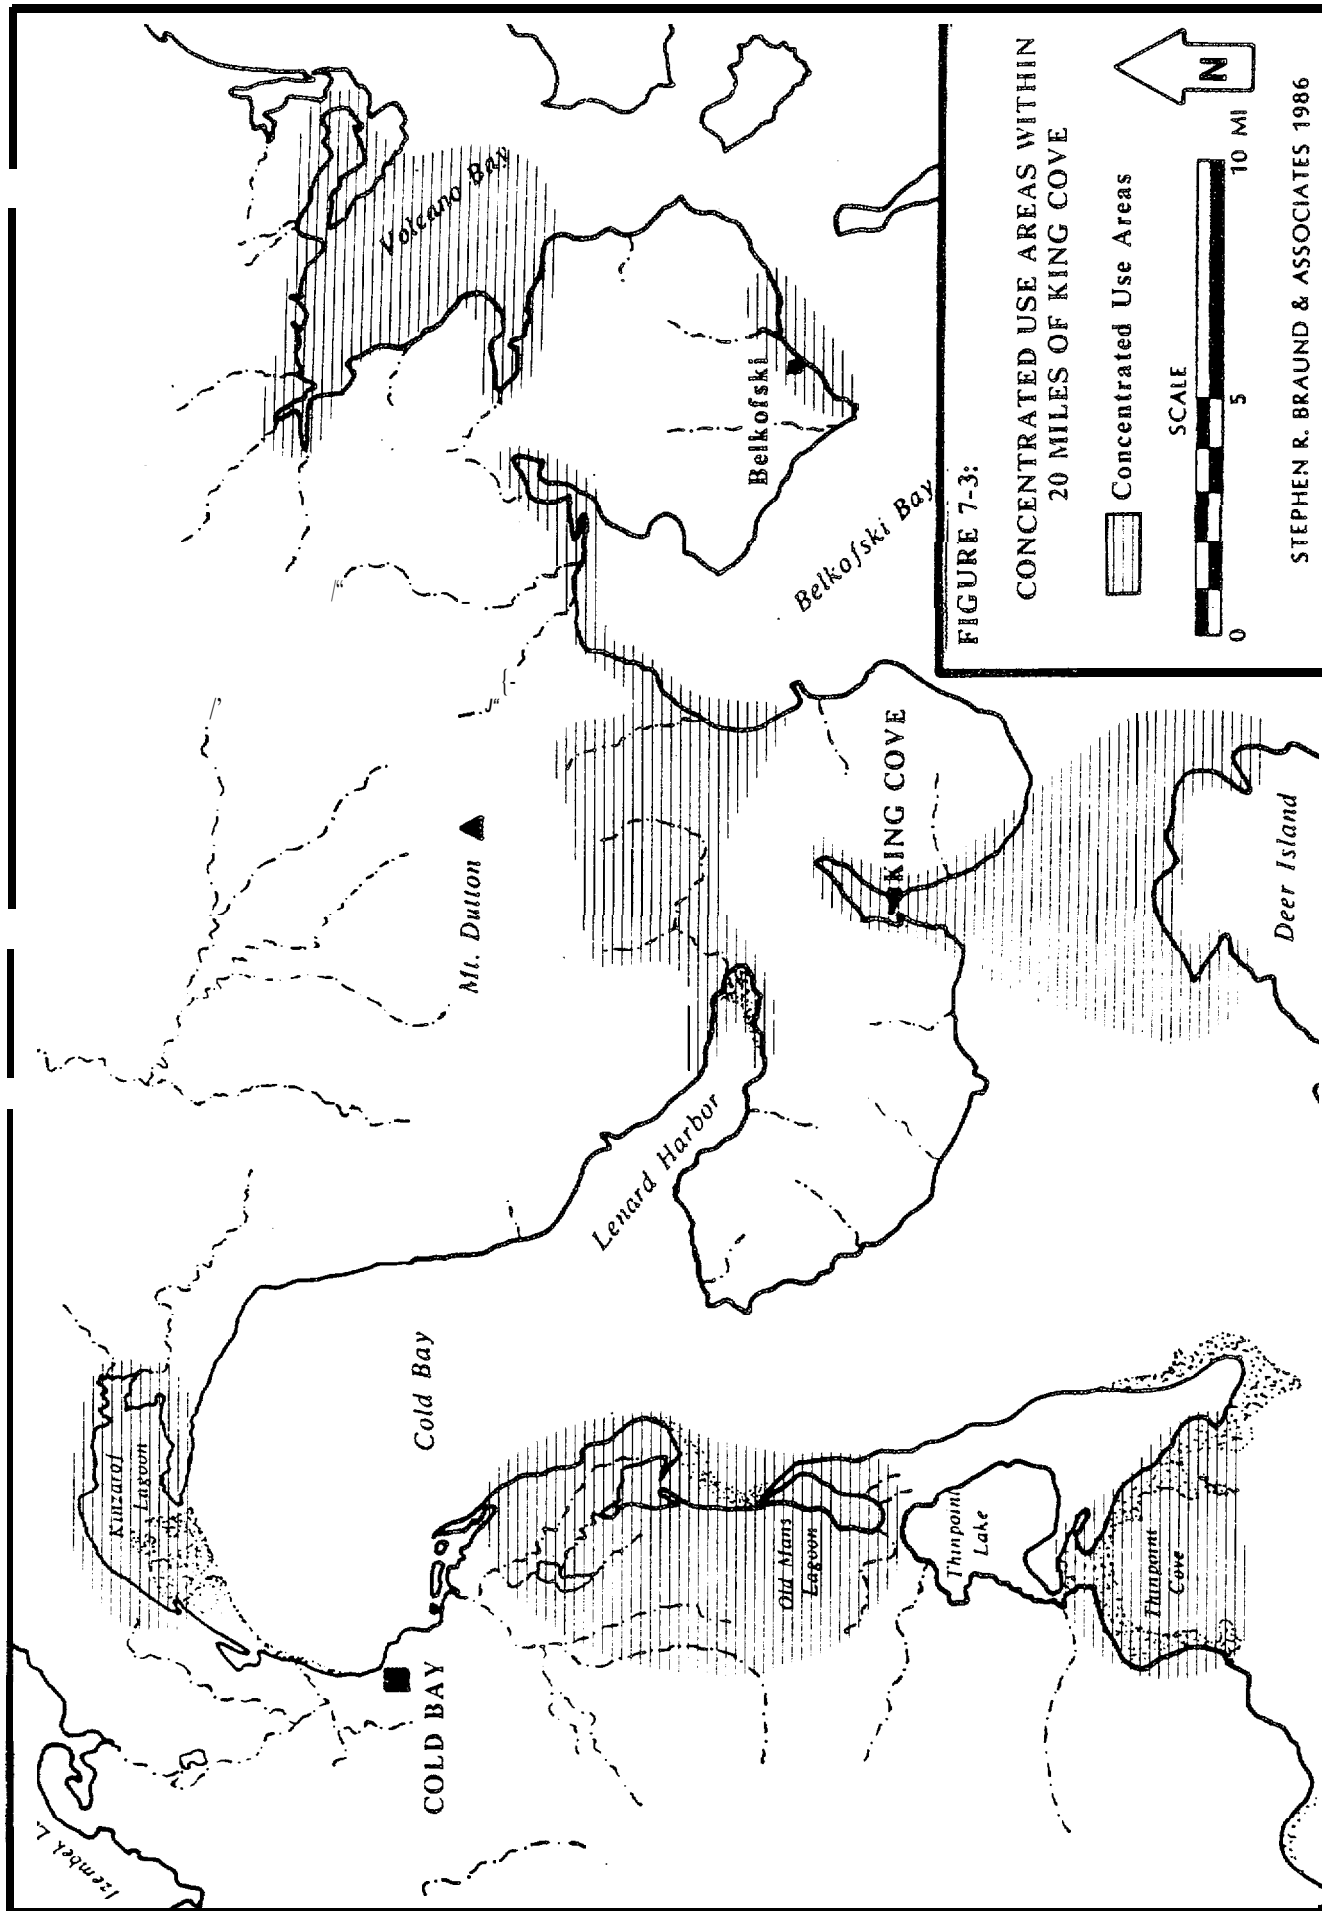 Izembek L
COLD BAY
Kinzarof
Lagoon
Cold Bay
Old Mans
Lagoon
Thinpoint
Lake
Thinpoint
Cove
Lenard Harbor
Mt. Dutton
KING COVE
Deer Island
Belkofski Bay
Belkofski
Volcano Bay
FIGURE 7-3:
CONCENTRATED USE AREAS WITHIN
20 MILES OF KING COVE
Concentrated Use Areas
SCALE
0 5 10 MI
N
STEPHEN R. BRAUND & ASSOCIATES 1986